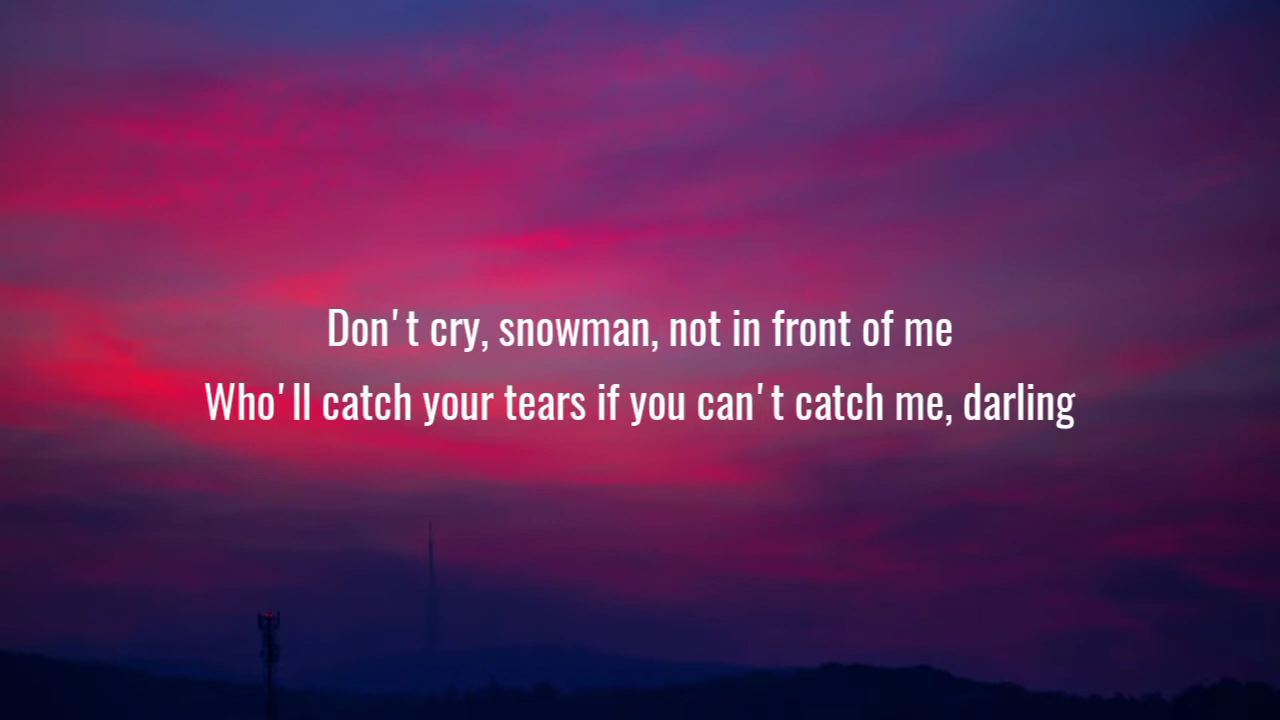 Don't cry, snowman, not in front of me
Who'll catch your tears if you can't catch me, darling